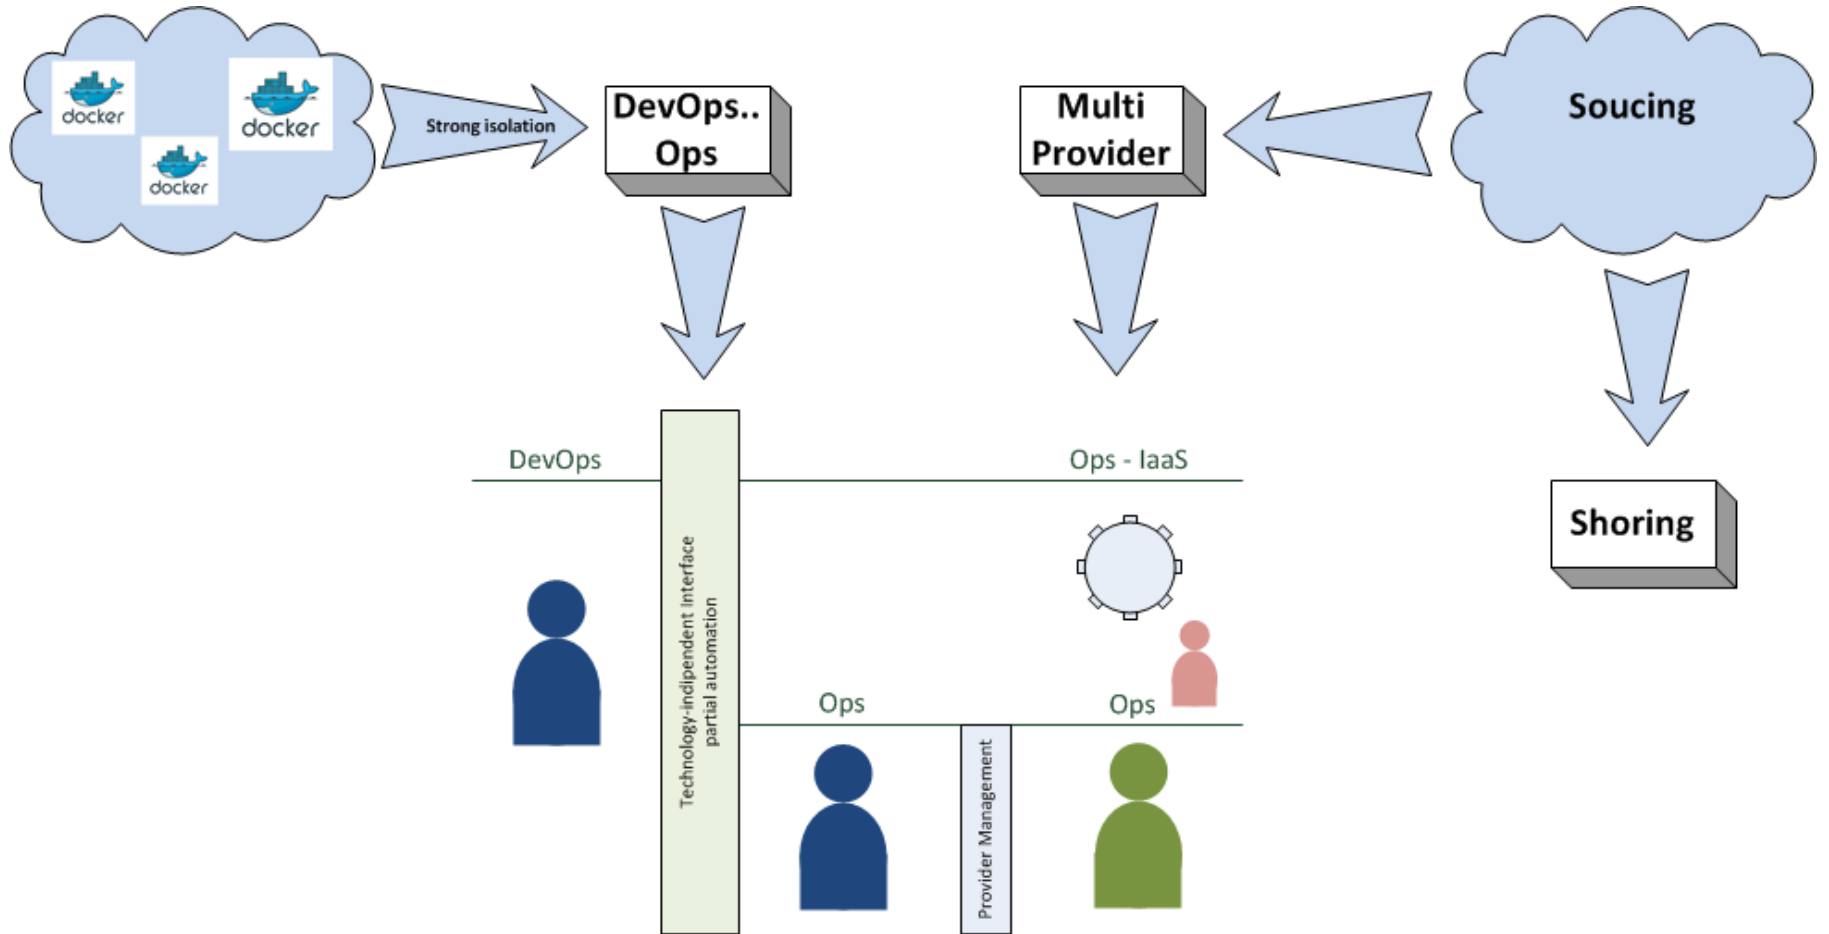 docker
docker
docker
Strong isolation
DevOps..
Ops
Multi
Provider
Soucing
Shoring
DevOps
Ops - IaaS
Technology-indipendent Interface
partial automation
Ops
Ops
Provider Management